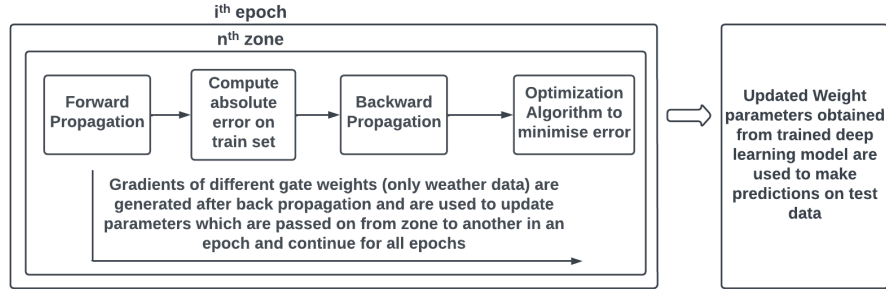 ith epoch
nth zone
Forward
Propagation
Compute
absolute
error on
train set
Backward
Propagation
Optimization
Algorithm to
minimise error
Gradients of different gate weights (only weather data) are
generated after back propagation and are used to update
parameters which are passed on from zone to another in an
epoch and continue for all epochs
Updated Weight
parameters obtained
from trained deep
learning model are
used to make
predictions on test
data